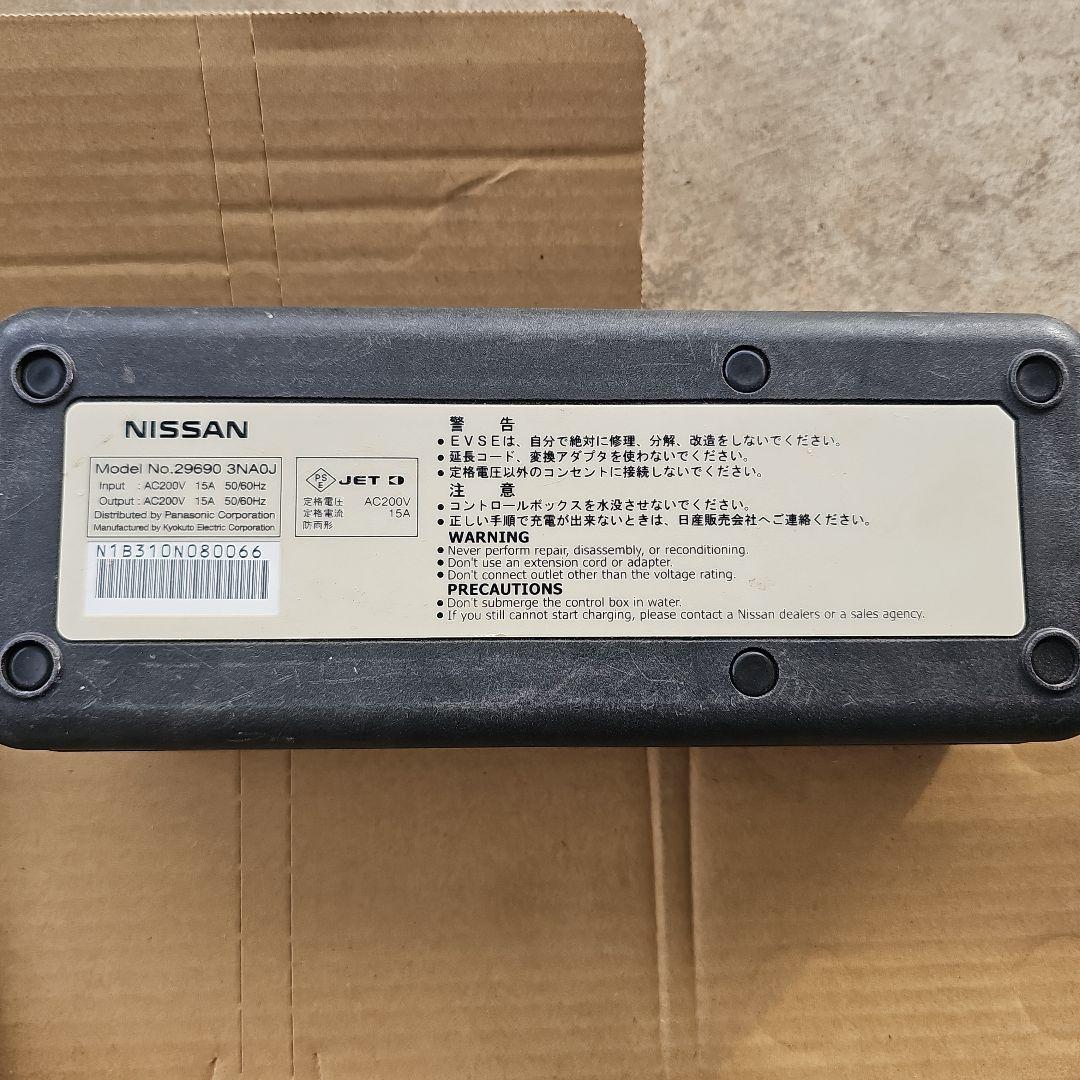 NISSAN
Model No.29690 3NA0J
Input : AC200V 15A 50/60Hz
Output : AC200V 15A 50/60Hz
Distributed by Panasonic Corporation
Manufactured by Kyokuto Electric Corporation
N1B310N080066
PS
E
JET
定格電圧 AC200V
定格電流 15A
防雨形
警 告
● EVSEは、自分で絶対に修理、分解、改造をしないでください。
● 延長コード、変換アダプタを使わないでください。
● 定格電圧以外のコンセントに接続しないでください。
注 意
● コントロールボックスを水没させないでください。
● 正しい手順で充電が出来ないときは、日産販売会社へご連絡ください。
WARNING
● Never perform repair, disassembly, or reconditioning.
● Don't use an extension cord or adapter.
● Don't connect outlet other than the voltage rating.
PRECAUTIONS
● Don't submerge the control box in water.
● If you still cannot start charging, please contact a Nissan dealers or a sales agency.